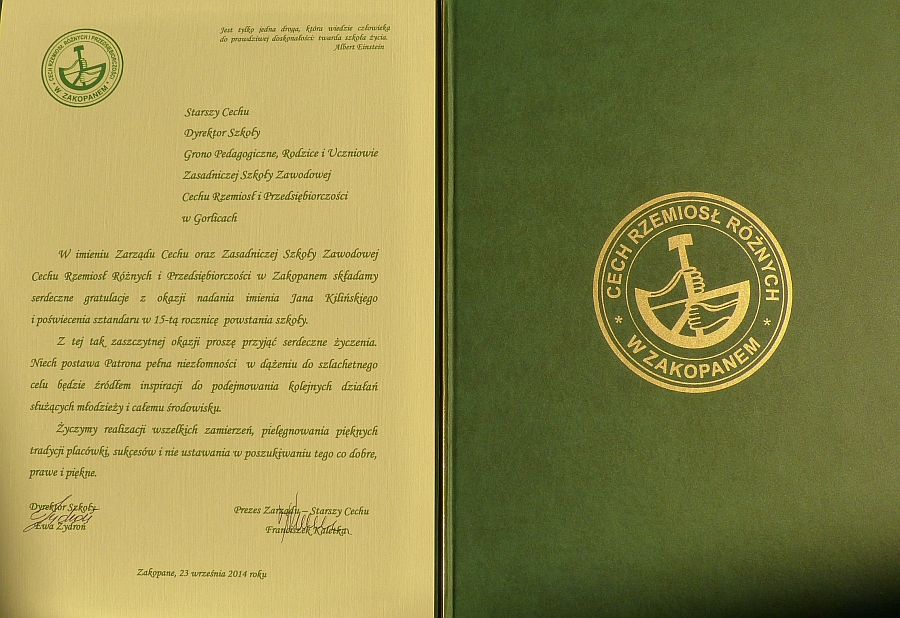 Jest tylko jedna droga, która wiedzie człowieka
do prawdziwej doskonałości: twarda szkoła życia.
Albert Einstein
CECH RZEMIOSŁ RÓŻNYCH I PRZEDSIĘBIORCZOŚCI
* W ZAKOPANEM *
Starszy Cechu
Dyrektor Szkoły
Grono Pedagogiczne, Rodzice i Uczniowie
Zasadniczej Szkoły Zawodowej
Cechu Rzemiosł i Przedsiębiorczości
w Gorlicach
W imieniu Zarządu Cechu oraz Zasadniczej Szkoły Zawodowej
Cechu Rzemiosł Różnych i Przedsiębiorczości w Zakopanem składamy
serdeczne gratulacje z okazji nadania imienia Jana Kilińskiego
i poświecenia sztandaru w 15-tą rocznicę powstania szkoły.
Z tej tak zaszczytnej okazji proszę przyjąć serdeczne życzenia.
Niech postawa Patrona pełna niezłomności w dążeniu do szlachetnego
celu będzie źródłem inspiracji do podejmowania kolejnych działań
służących młodzieży i całemu środowisku.
Życzymy realizacji wszelkich zamierzeń, pielęgnowania pięknych
tradycji placówki, sukcesów i nie ustawania w poszukiwaniu tego co dobre,
prawe i piękne.
Dyrektor Szkoły
Ewa Zydroń
Prezes Zarządu – Starszy Cechu
Franciszek Kaletka
Zakopane, 23 września 2014 roku
CECH RZEMIOSŁ RÓŻNYCH
* W ZAKOPANEM *